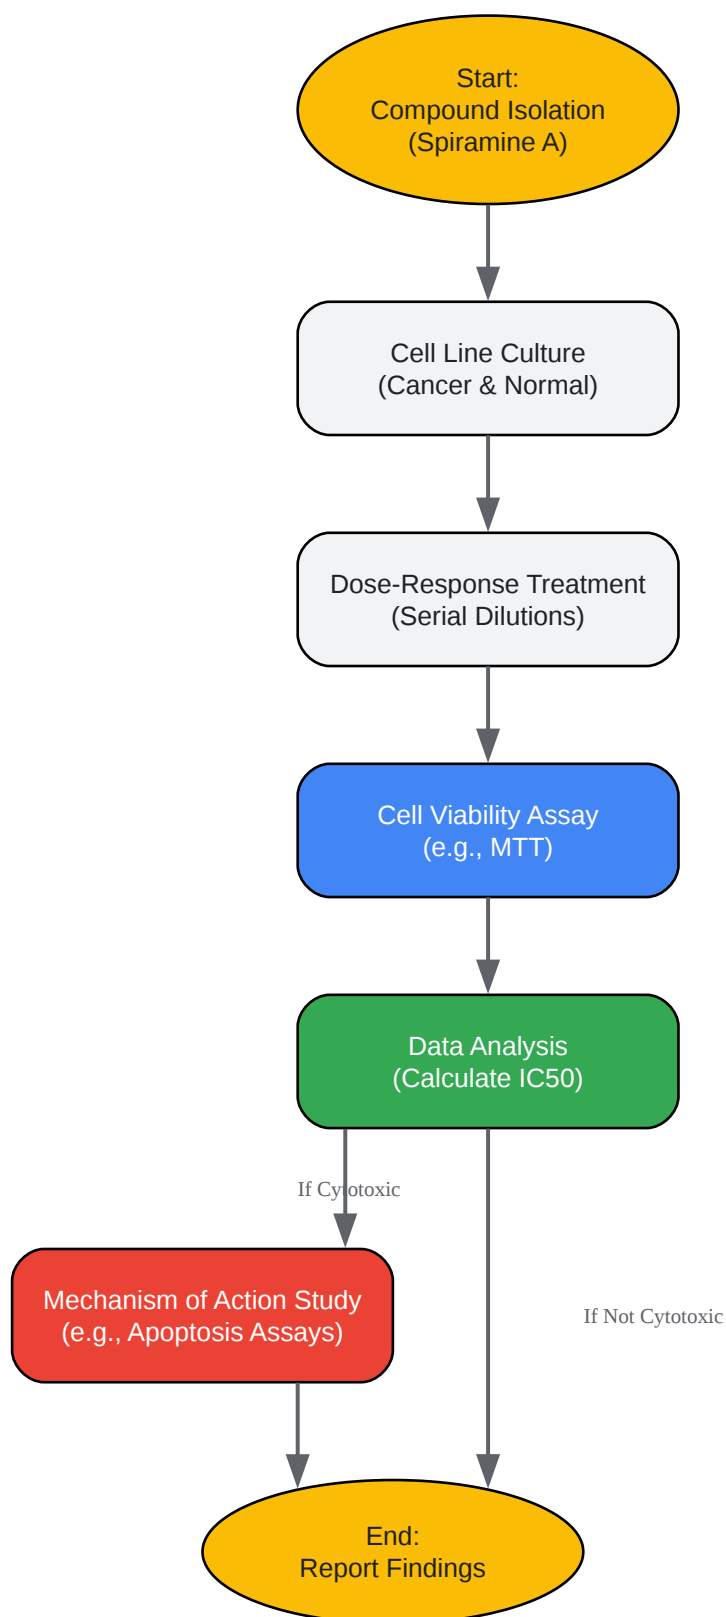 Start:
Compound Isolation
(Spiramine A)
Cell Line Culture
(Cancer & Normal)
Dose-Response Treatment
(Serial Dilutions)
Cell Viability Assay
(e.g., MTT)
Data Analysis
(Calculate IC50)
If Cytotoxic
Mechanism of Action Study
(e.g., Apoptosis Assays)
If Not Cytotoxic
End:
Report Findings